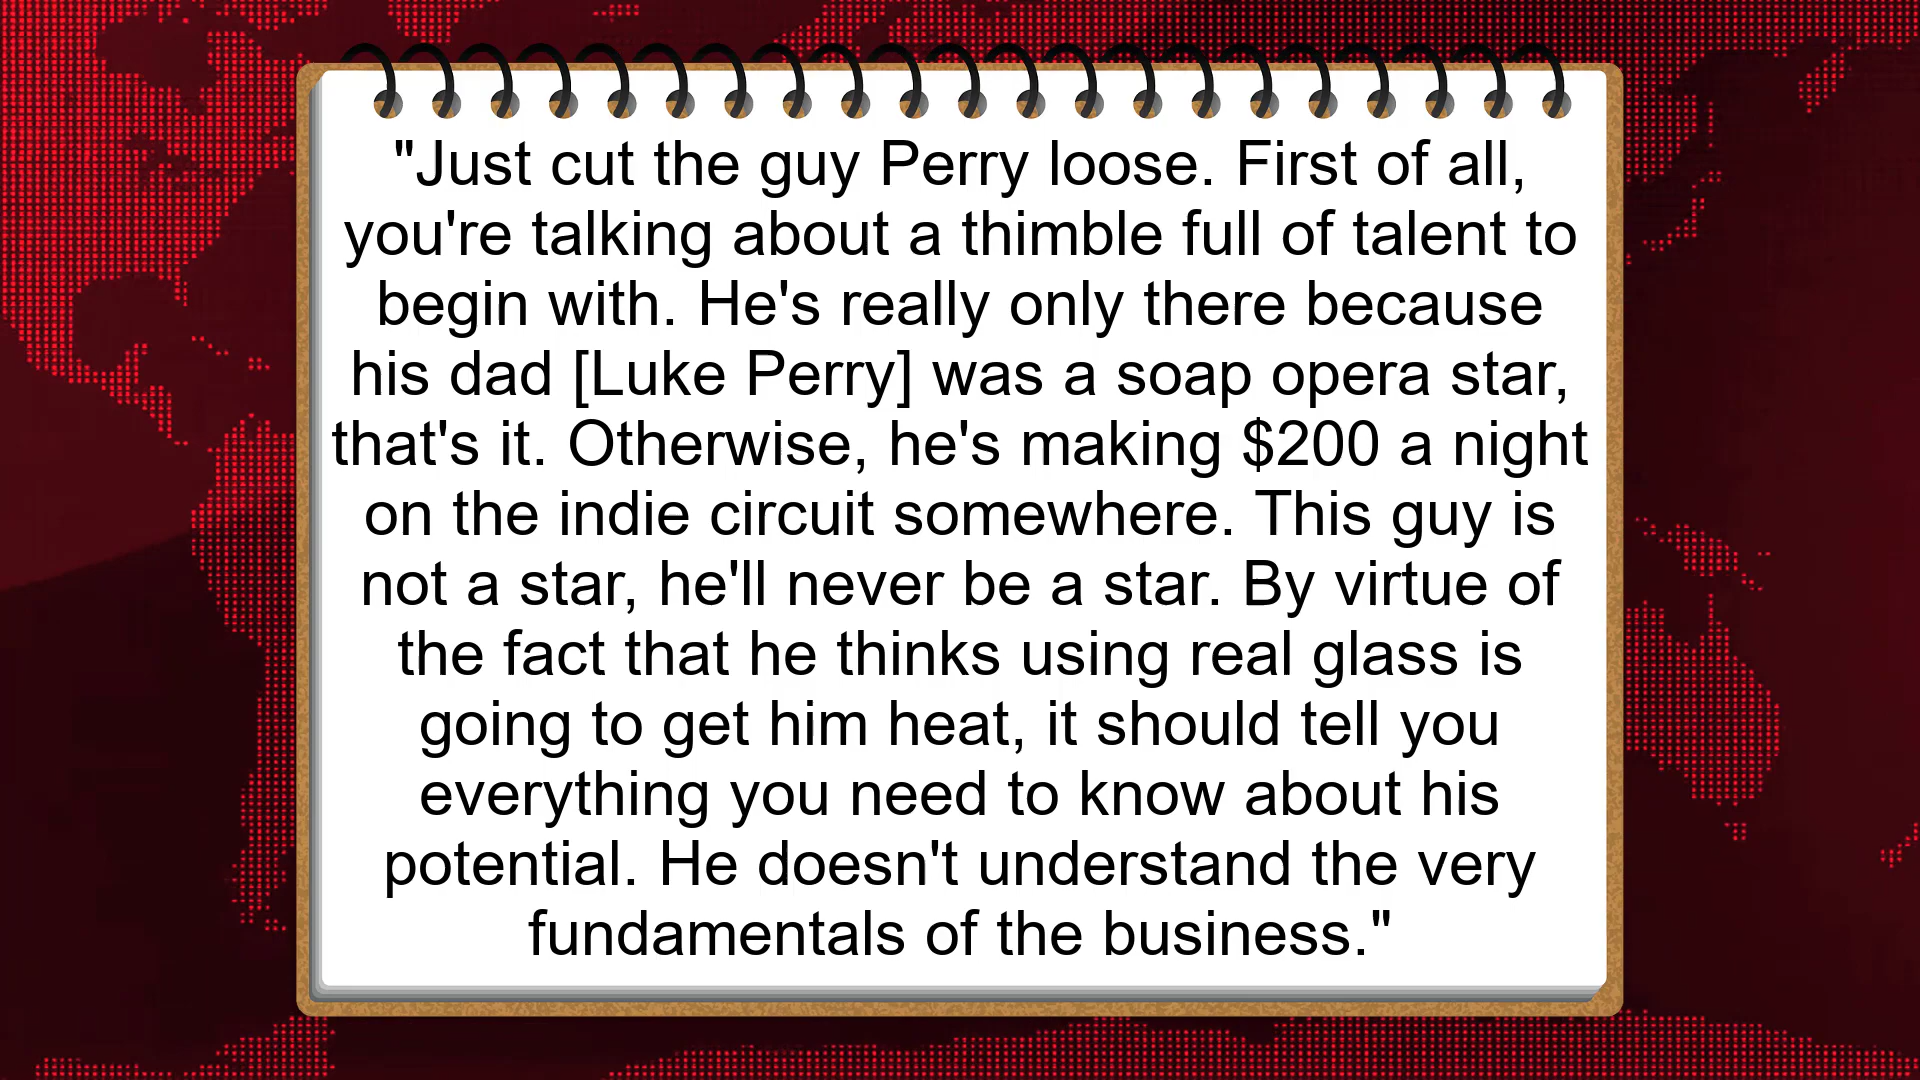 "Just cut the guy Perry loose. First of all,
you're talking about a thimble full of talent to
begin with. He's really only there because
his dad [Luke Perry] was a soap opera star,
that's it. Otherwise, he's making $200 a night
on the indie circuit somewhere. This guy is
not a star, he'll never be a star. By virtue of
the fact that he thinks using real glass is
going to get him heat, it should tell you
everything you need to know about his
potential. He doesn't understand the very
fundamentals of the business."